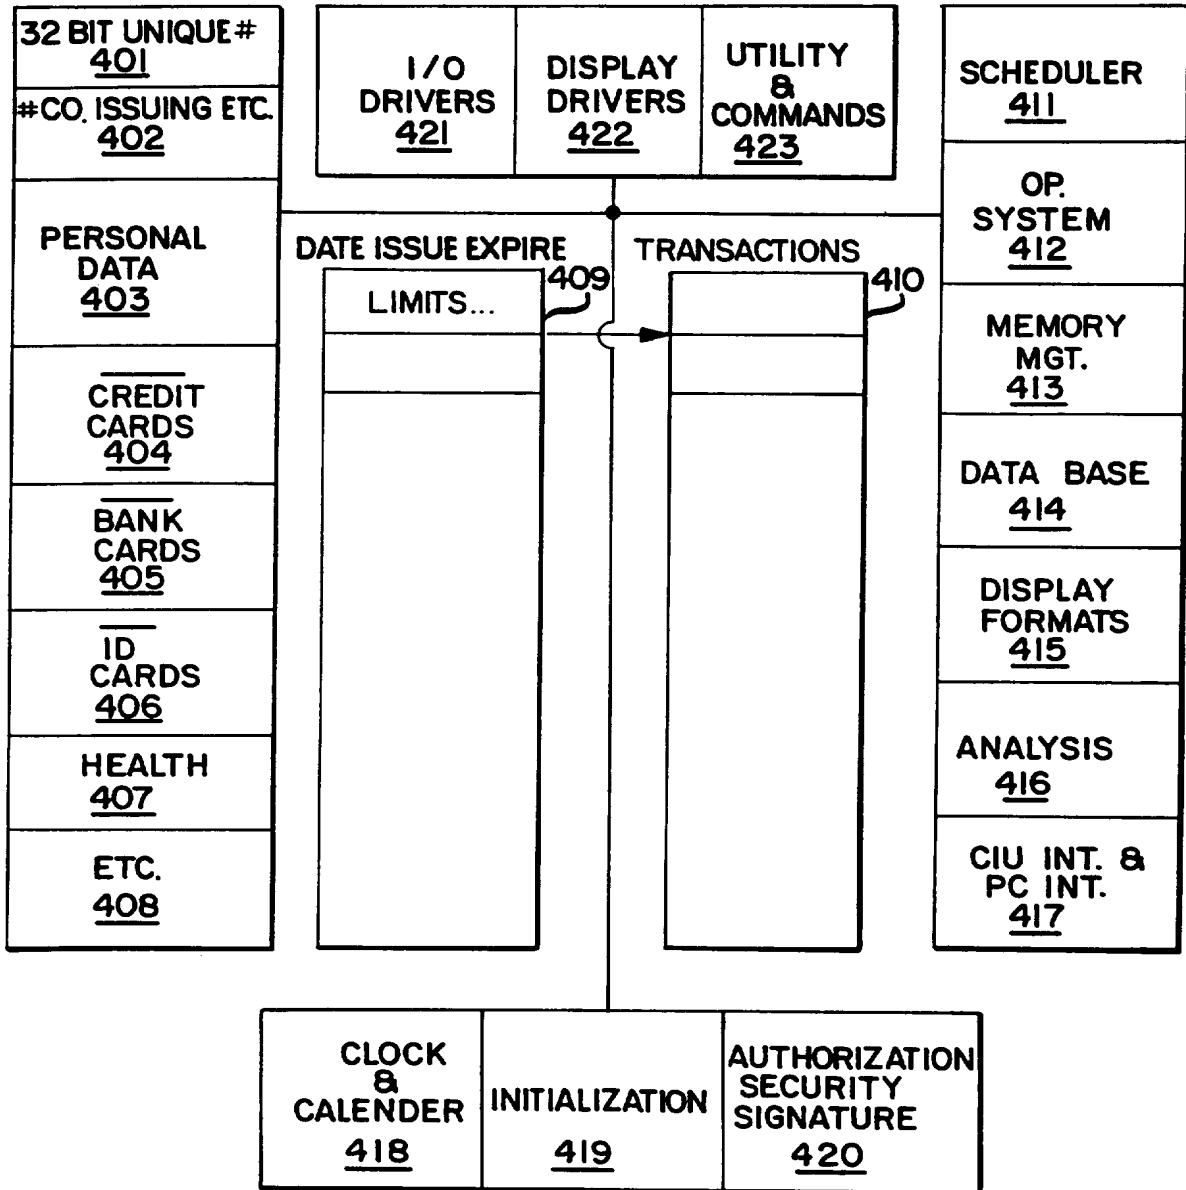 32 BIT UNIQUE#
401
#CO. ISSUING ETC.
402
PERSONAL
DATA
403
CREDIT
CARDS
404
BANK
CARDS
405
ID
CARDS
406
HEALTH
407
ETC.
408
I/O
DRIVERS
421
DISPLAY
DRIVERS
422
UTILITY
&
COMMANDS
423
DATE ISSUE EXPIRE
409
LIMITS...
TRANSACTIONS
410
SCHEDULER
411
OP.
SYSTEM
412
MEMORY
MGT.
413
DATA BASE
414
DISPLAY
FORMATS
415
ANALYSIS
416
CIU INT. &
PC INT.
417
CLOCK
&
CALENDER
418
INITIALIZATION
419
AUTHORIZATION
SECURITY
SIGNATURE
420